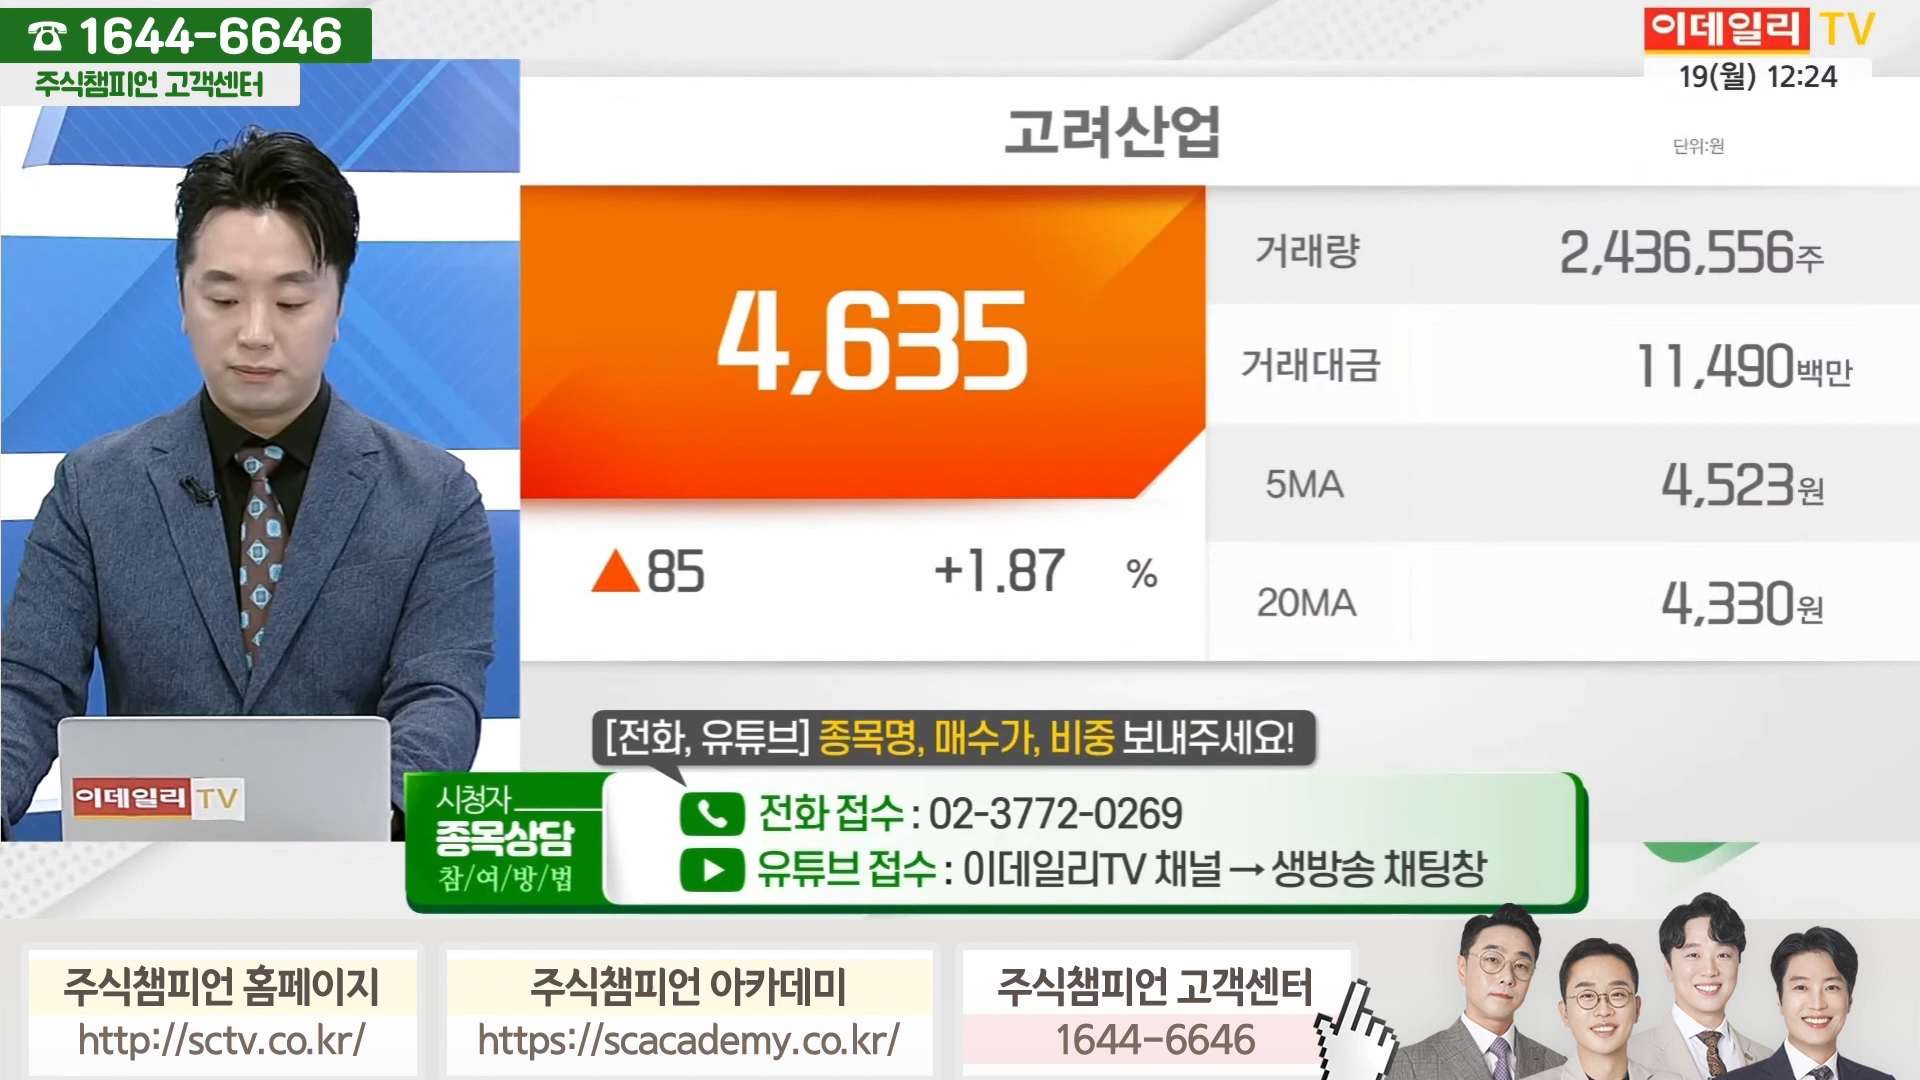 ☎ 1644-6646
주식챔피언 고객센터
이데일리 TV
19(월) 12:24
고려산업
단위:원
4,635
▲85 +1.87 %
거래량 2,436,556주
거래대금 11,490백만
5MA 4,523원
20MA 4,330원
이데일리 TV
[전화, 유튜브] 종목명, 매수가, 비중 보내주세요!
시청자
종목상담
참/여/방/법
전화 접수 : 02-3772-0269
유튜브 접수 : 이데일리TV 채널 → 생방송 채팅창
주식챔피언 홈페이지
http://sctv.co.kr/
주식챔피언 아카데미
https://scacademy.co.kr/
주식챔피언 고객센터
1644-6646